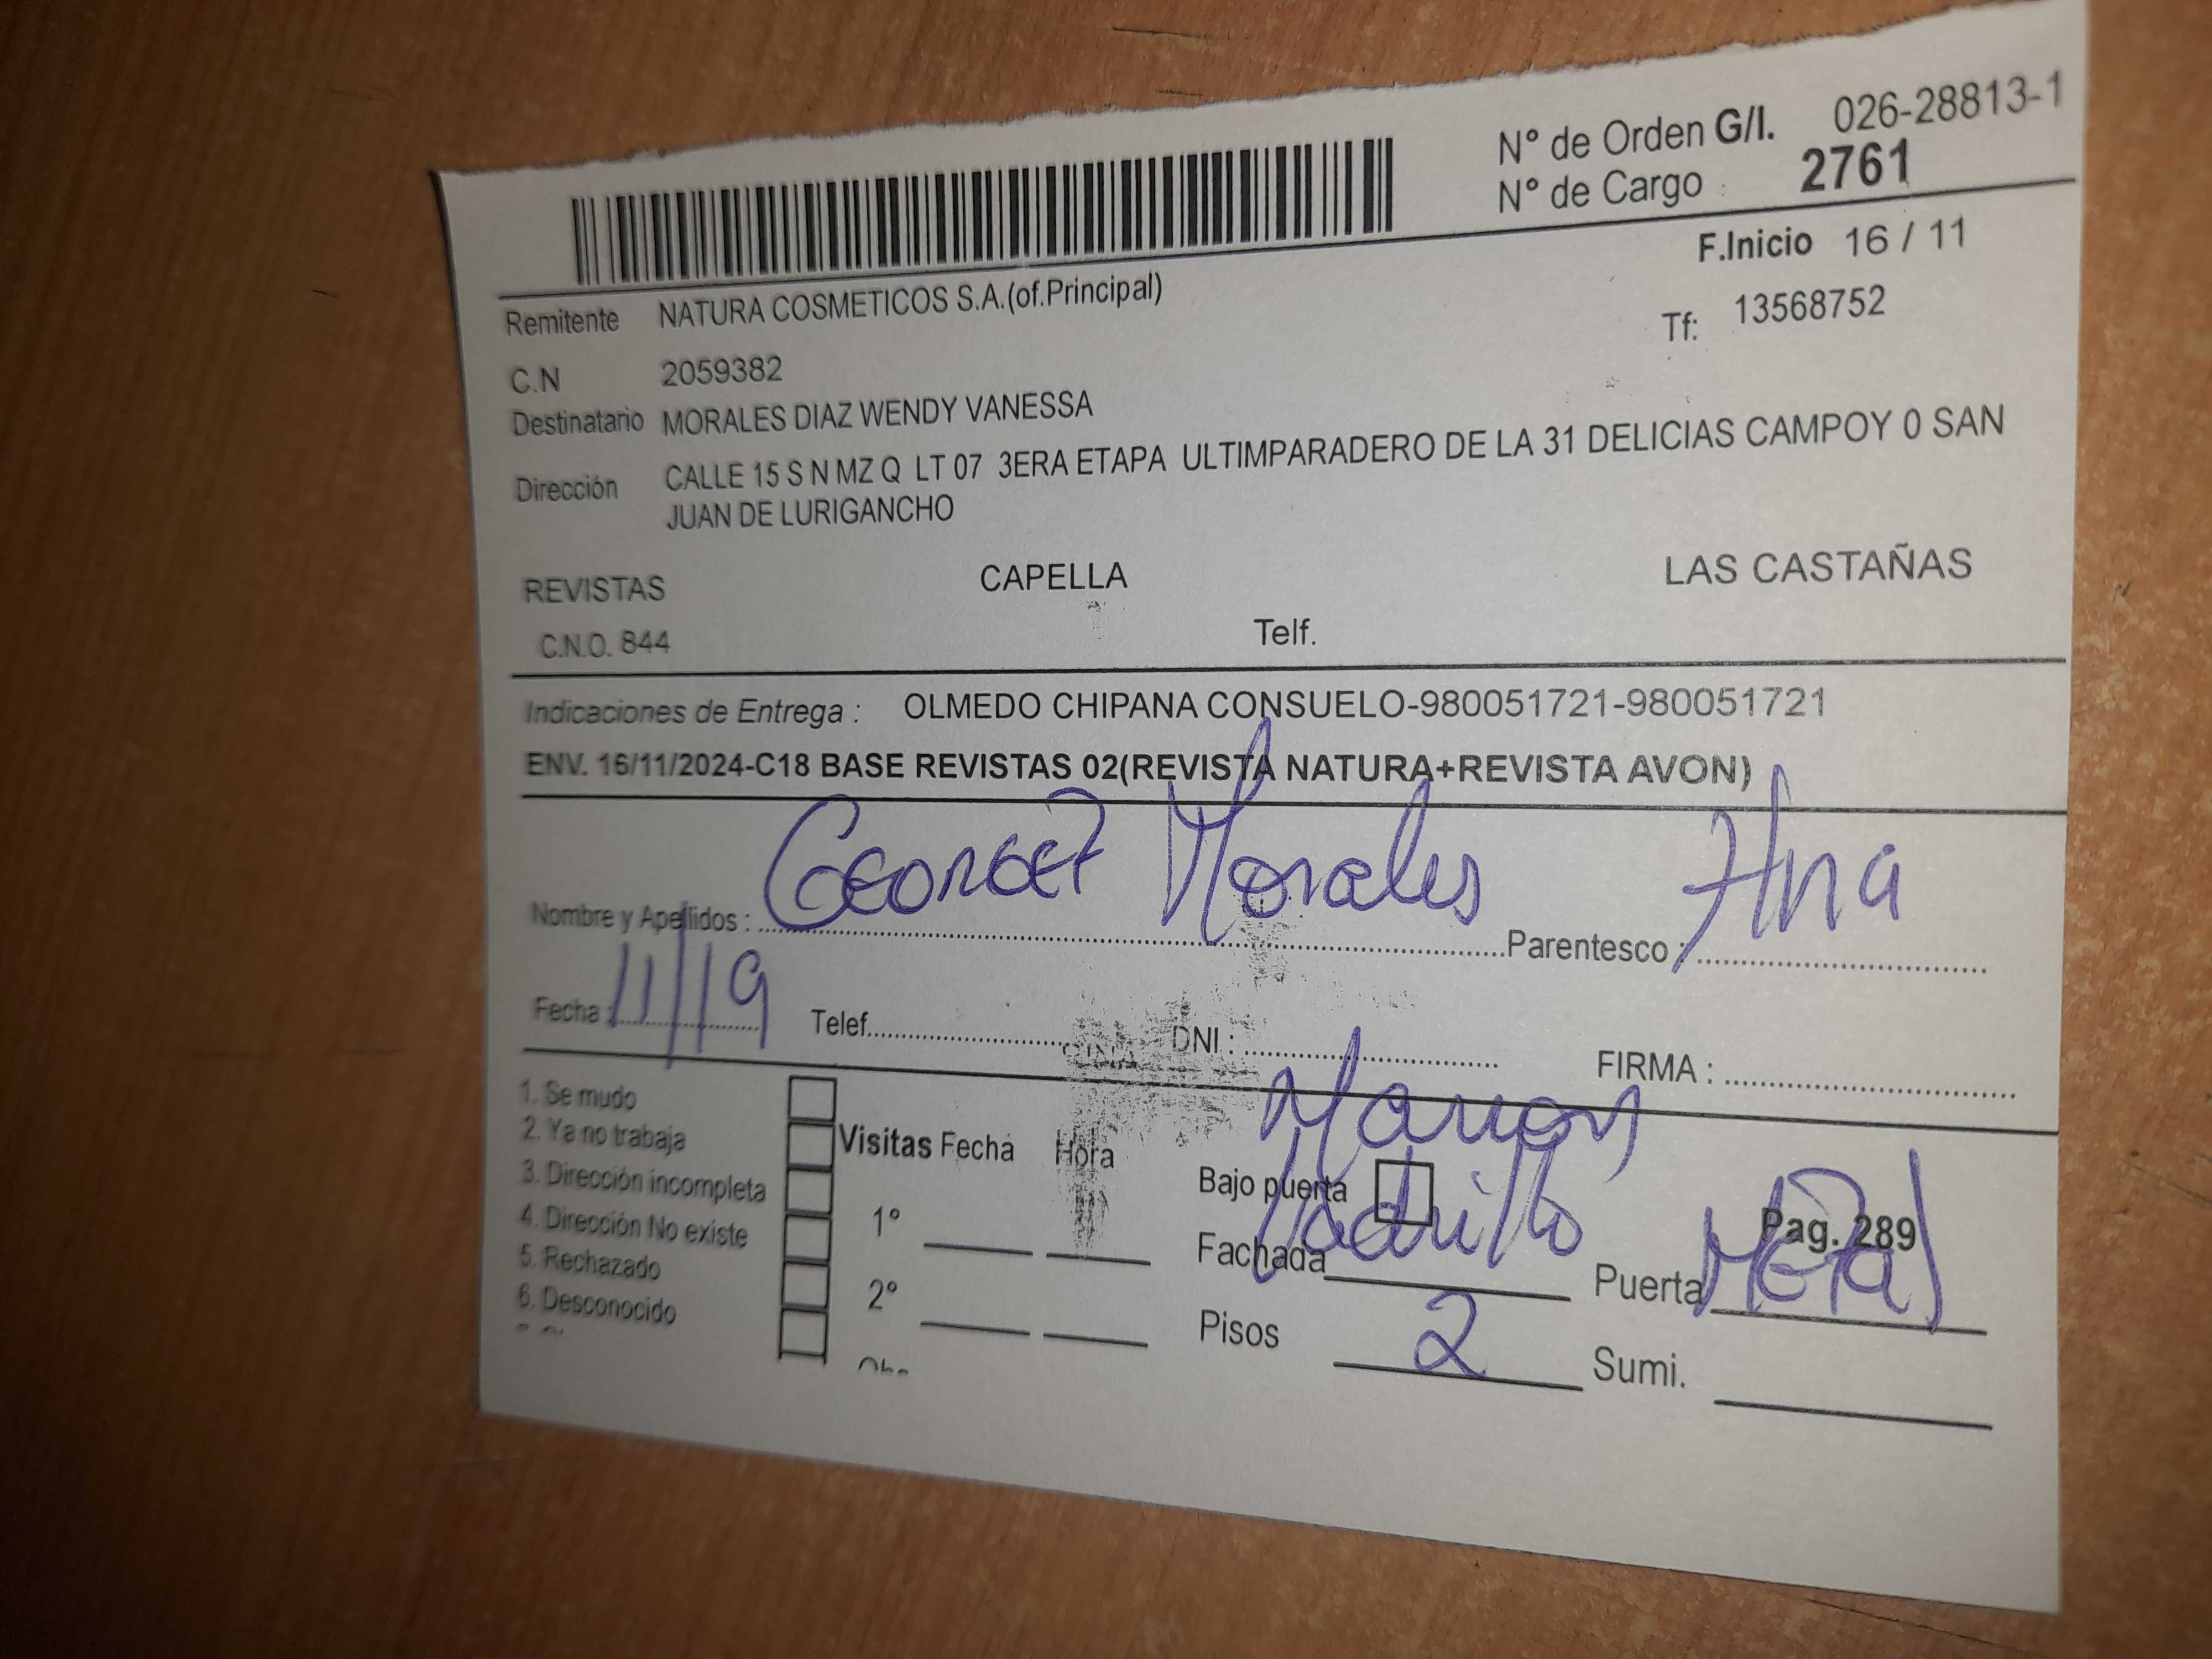 N° de Orden G/I. 026-28813-1
N° de Cargo : 2761
F.Inicio 16 / 11
Remitente NATURA COSMETICOS S.A.(of.Principal)
Tf: 13568752
C.N 2059382
Destinatario MORALES DIAZ WENDY VANESSA
Dirección CALLE 15 S N MZ Q LT 07 3ERA ETAPA ULTIMPARADERO DE LA 31 DELICIAS CAMPOY 0 SAN
JUAN DE LURIGANCHO
REVISTAS CAPELLA LAS CASTAÑAS
C.N.O. 844 Telf.
Indicaciones de Entrega : OLMEDO CHIPANA CONSUELO-980051721-980051721
ENV. 16/11/2024-C18 BASE REVISTAS 02(REVISTA NATURA+REVISTA AVON)
Nombre y Apellidos : Georget Morales Parentesco :
Fecha : 11/19 Telef. DNI : FIRMA :
1. Se mudo
2. Ya no trabaja
3. Dirección incompleta
4. Dirección No existe
5. Rechazado
6. Desconocido
Visitas Fecha Hora
1°
2°
Marron
Bajo puerta
Fachada Ladrillo
Pisos 2
Pag. 289
Puerta Metal
Sumi.